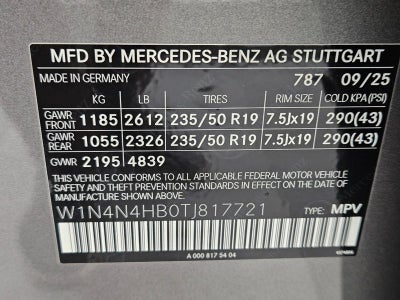 MFD BY MERCEDES-BENZ AG STUTTGART
MADE IN GERMANY 787 09/25
KG LB TIRES RIM SIZE COLD KPA (PSI)
GAWR FRONT 1185 2612 235/50 R19 7.5Jx19 290(43)
GAWR REAR 1055 2326 235/50 R19 7.5Jx19 290(43)
GVWR 2195 4839
THIS VEHICLE CONFORMS TO ALL APPLICABLE FEDERAL MOTOR
VEHICLE SAFETY, BUMPER AND THEFT PREVENTION STANDARDS IN
EFFECT ON THE DATE OF MANUFACTURE SHOWN ABOVE.
W1N4N4HB0TJ817721 TYPE: MPV
A 000 817 54 04